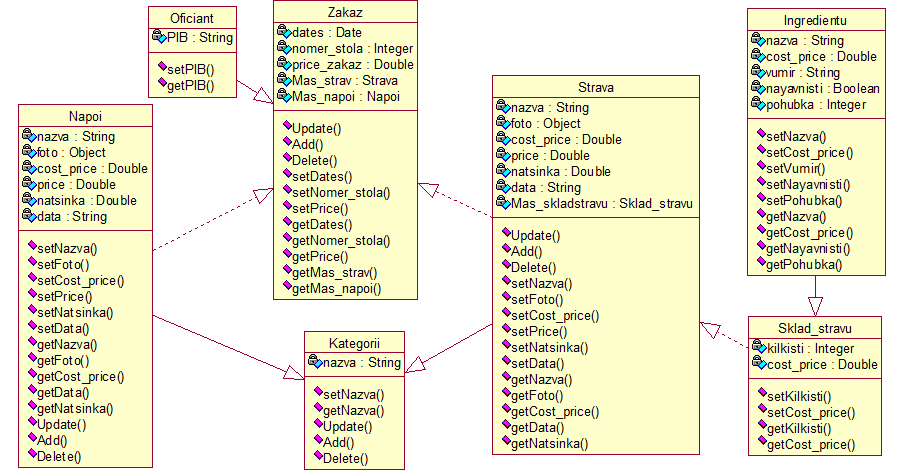 Oficiant
PIB : String
setPIB()
getPIB()
Zakaz
dates : Date
nomer_stola : Integer
price_zakaz : Double
Mas_strav : Strava
Mas_napoi : Napoi
Update()
Add()
Delete()
setDates()
setNomer_stola()
setPrice()
getDates()
getNomer_stola()
getPrice()
getMas_strav()
getMas_napoi()
Ingredientu
nazva : String
cost_price : Double
vumir : String
nayavnisti : Boolean
pohubka : Integer
setNazva()
setCost_price()
setVumir()
setNayavnisti()
setPohubka()
getNazva()
getCost_price()
getNayavnisti()
getPohubka()
Napoi
nazva : String
foto : Object
cost_price : Double
price : Double
natsinka : Double
data : String
setNazva()
setFoto()
setCost_price()
setPrice()
setNatsinka()
setData()
getNazva()
getFoto()
getCost_price()
getData()
getNatsinka()
Update()
Add()
Delete()
Strava
nazva : String
foto : Object
cost_price : Double
price : Double
natsinka : Double
data : String
Mas_skladstravu : Sklad_stravu
Update()
Add()
Delete()
setNazva()
setFoto()
setCost_price()
setPrice()
setNatsinka()
setData()
getNazva()
getFoto()
getCost_price()
getData()
getNatsinka()
Kategorii
nazva : String
setNazva()
getNazva()
Update()
Add()
Delete()
Sklad_stravu
kilkisti : Integer
cost_price : Double
setKilkisti()
setCost_price()
getKilkisti()
getCost_price()